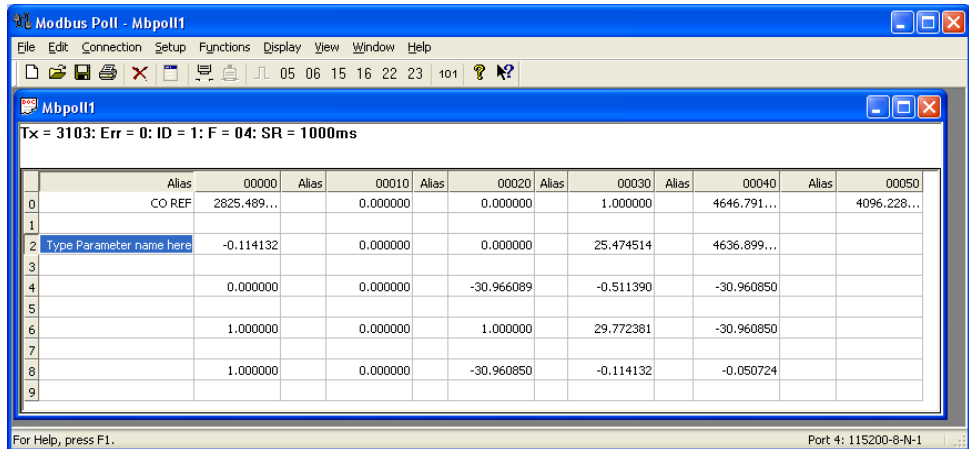 Modbus Poll - Mbpoll1
File Edit Connection Setup Functions Display View Window Help
05 06 15 16 22 23 101
Mbpoll1
Tx = 3103: Err = 0: ID = 1: F = 04: SR = 1000ms
Alias 00000 Alias 00010 Alias 00020 Alias 00030 Alias 00040 Alias 00050
0 CO REF 2825.489... 0.000000 0.000000 1.000000 4646.791... 4096.228...
1
2 Type Parameter name here -0.114132 0.000000 0.000000 25.474514 4636.899...
3
4 0.000000 0.000000 -30.966089 -0.511390 -30.960850
5
6 1.000000 0.000000 1.000000 29.772381 -30.960850
7
8 1.000000 0.000000 -30.960850 -0.114132 -0.050724
9
For Help, press F1. Port 4: 115200-8-N-1